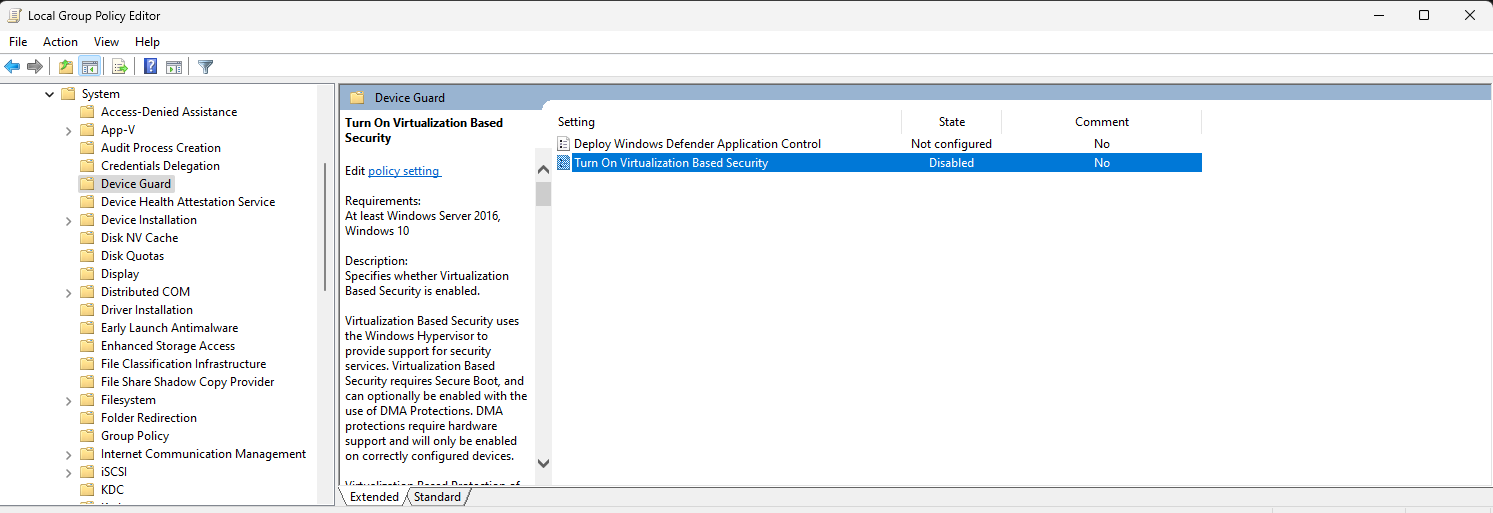 Local Group Policy Editor
File Action View Help
System
Access-Denied Assistance
App-V
Audit Process Creation
Credentials Delegation
Device Guard
Device Health Attestation Service
Device Installation
Disk NV Cache
Disk Quotas
Display
Distributed COM
Driver Installation
Early Launch Antimalware
Enhanced Storage Access
File Classification Infrastructure
File Share Shadow Copy Provider
Filesystem
Folder Redirection
Group Policy
Internet Communication Management
iSCSI
KDC
Device Guard
Turn On Virtualization Based
Security
Edit policy setting
Requirements:
At least Windows Server 2016,
Windows 10
Description:
Specifies whether Virtualization
Based Security is enabled.
Virtualization Based Security uses
the Windows Hypervisor to
provide support for security
services. Virtualization Based
Security requires Secure Boot, and
can optionally be enabled with the
use of DMA Protections. DMA
protections require hardware
support and will only be enabled
on correctly configured devices.
Virtualization Based Protection of
Setting State Comment
Deploy Windows Defender Application Control Not configured No
Turn On Virtualization Based Security Disabled No
Extended Standard